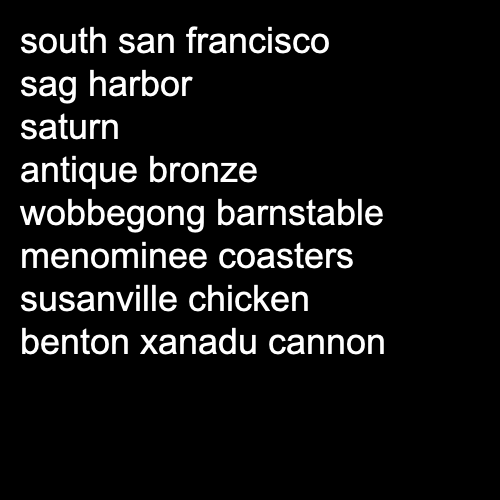 south san francisco
sag harbor
saturn
antique bronze
wobbegong barnstable
menominee coasters
susanville chicken
benton xanadu cannon